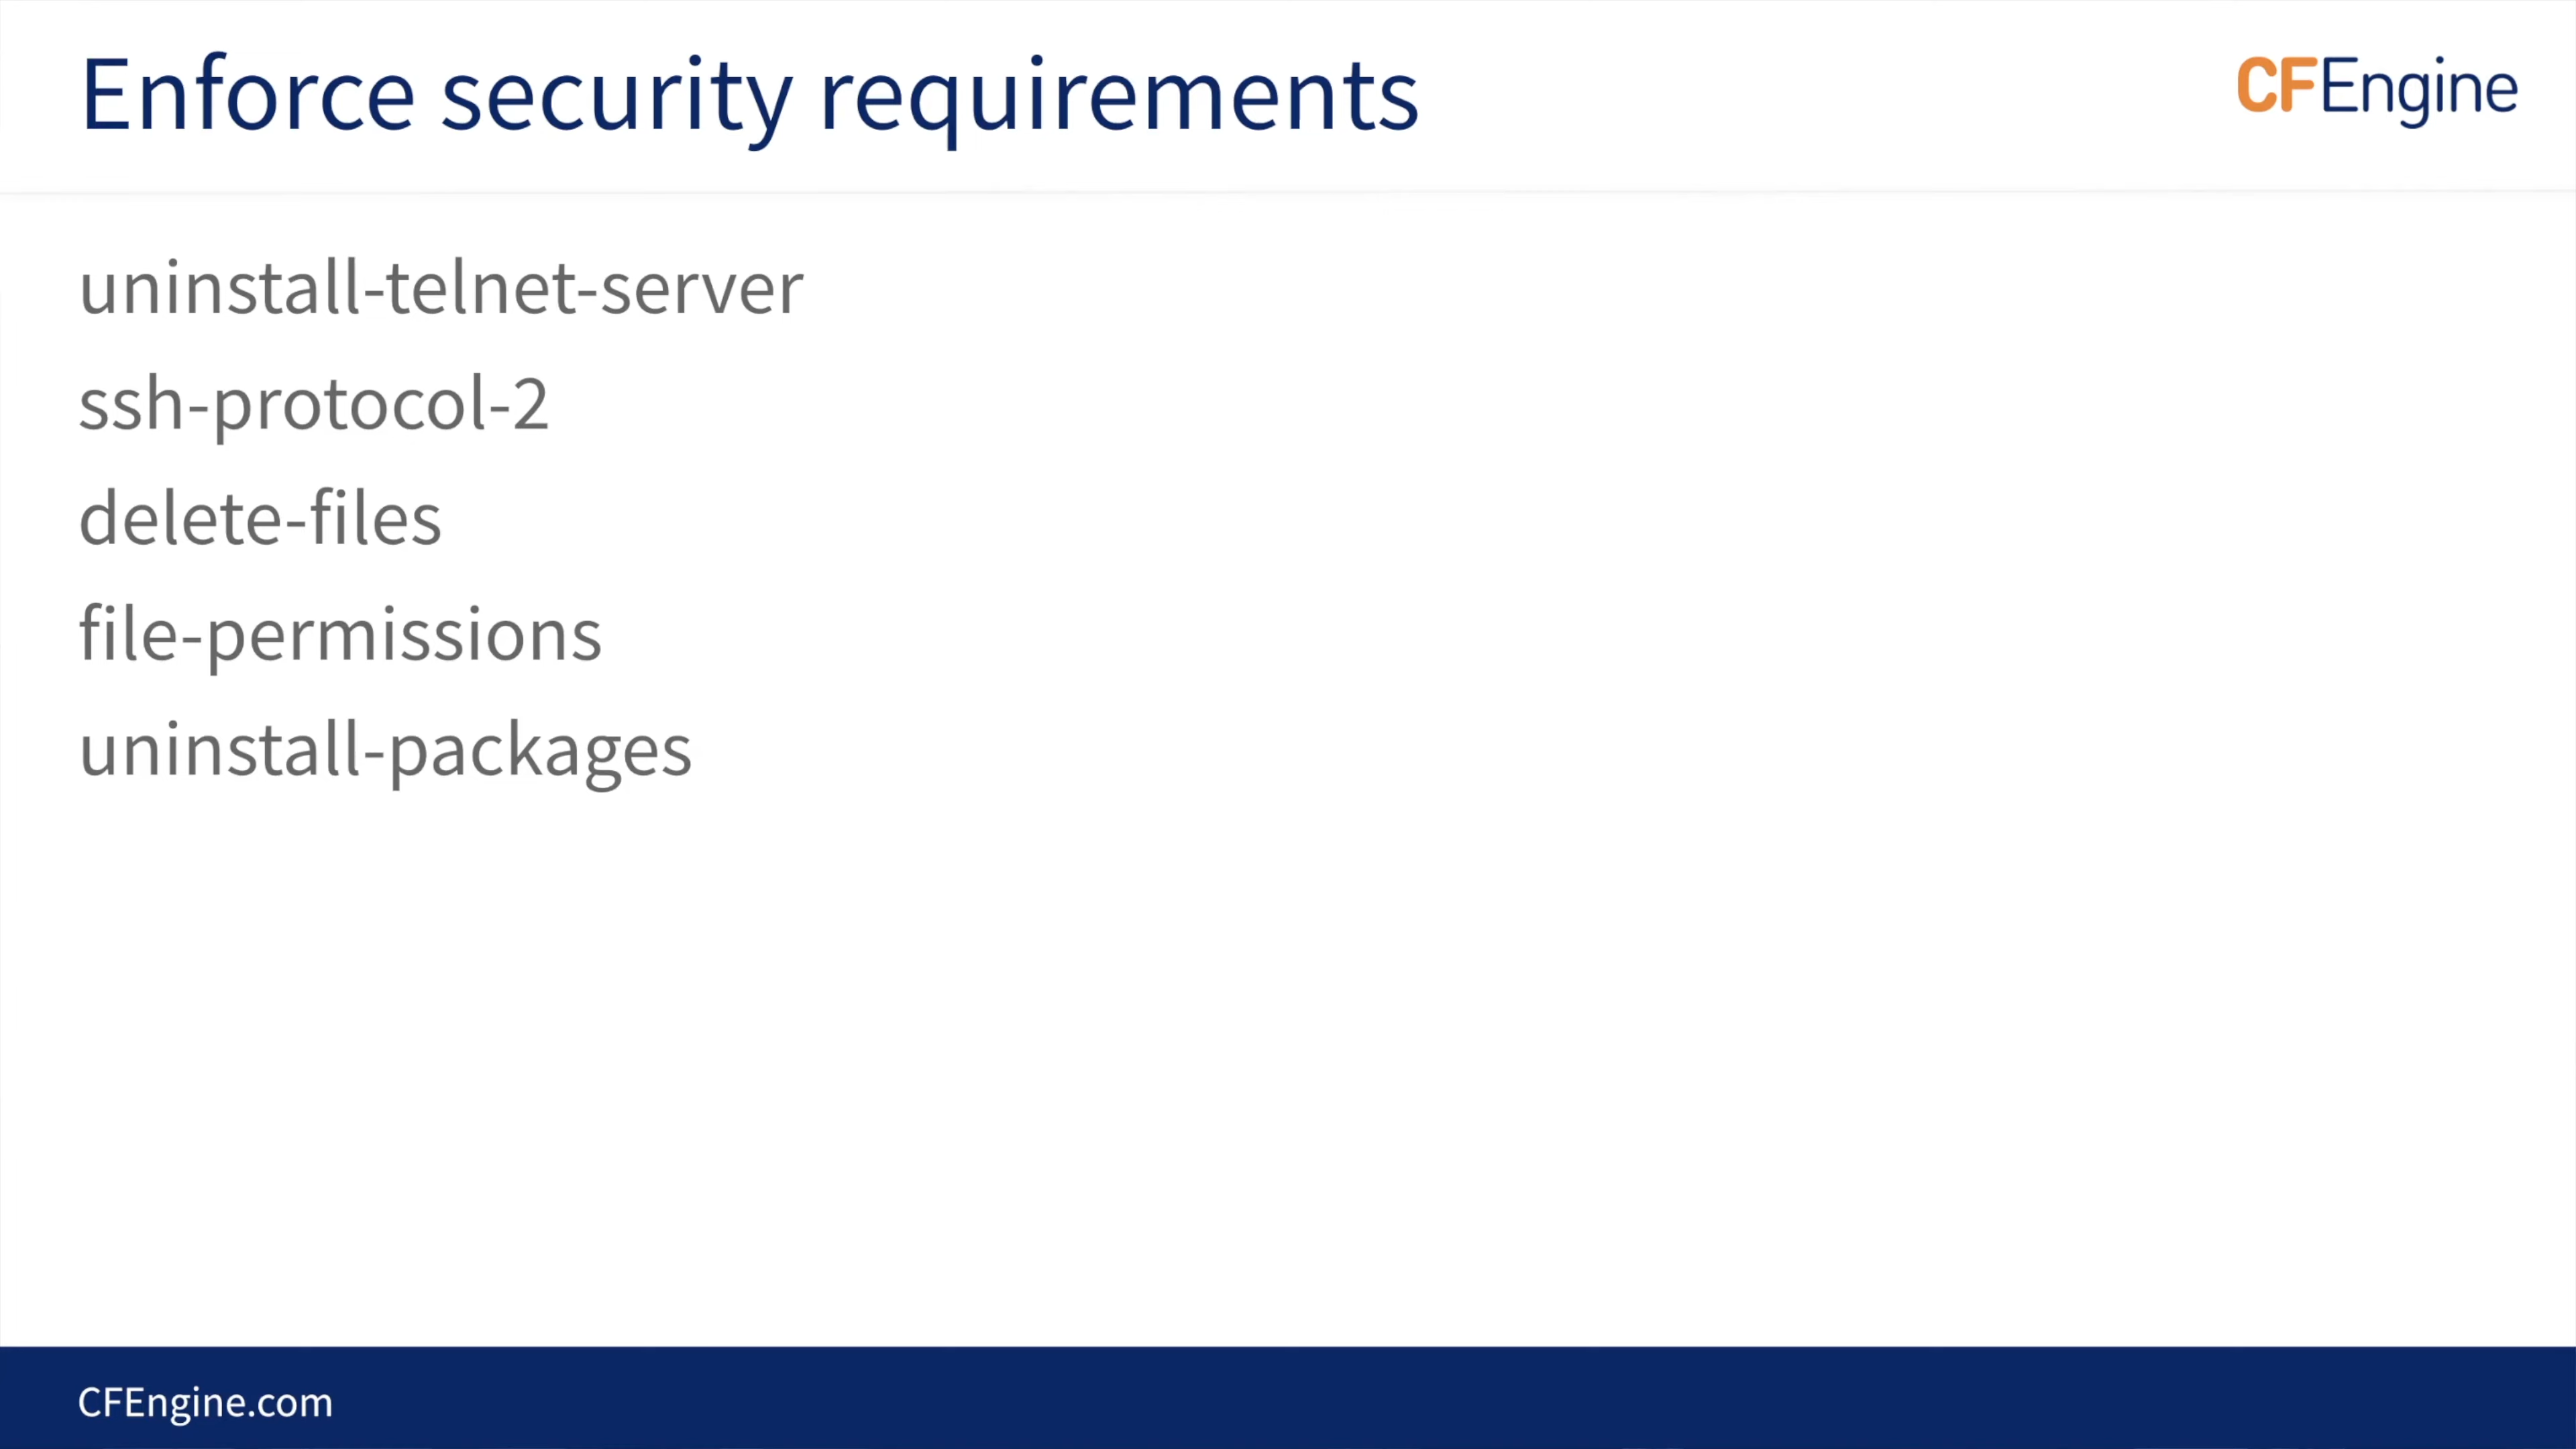 Enforce security requirements
CFEngine
uninstall-telnet-server
ssh-protocol-2
delete-files
file-permissions
uninstall-packages
CFEngine.com